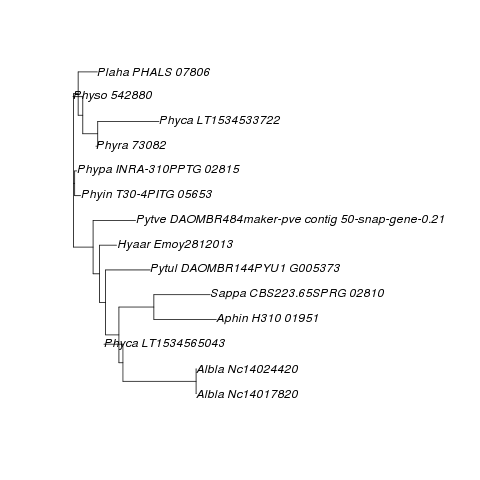 Plaha PHALS 07806
Physo 542880
Phyca LT1534533722
Phyra 73082
Phypa INRA-310PPTG 02815
Phyin T30-4PITG 05653
Pytve DAOMBR484maker-pve contig 50-snap-gene-0.21
Hyaar Emoy2812013
Pytul DAOMBR144PYU1 G005373
Sappa CBS223.65SPRG 02810
Aphin H310 01951
Phyca LT1534565043
Albla Nc14024420
Albla Nc14017820